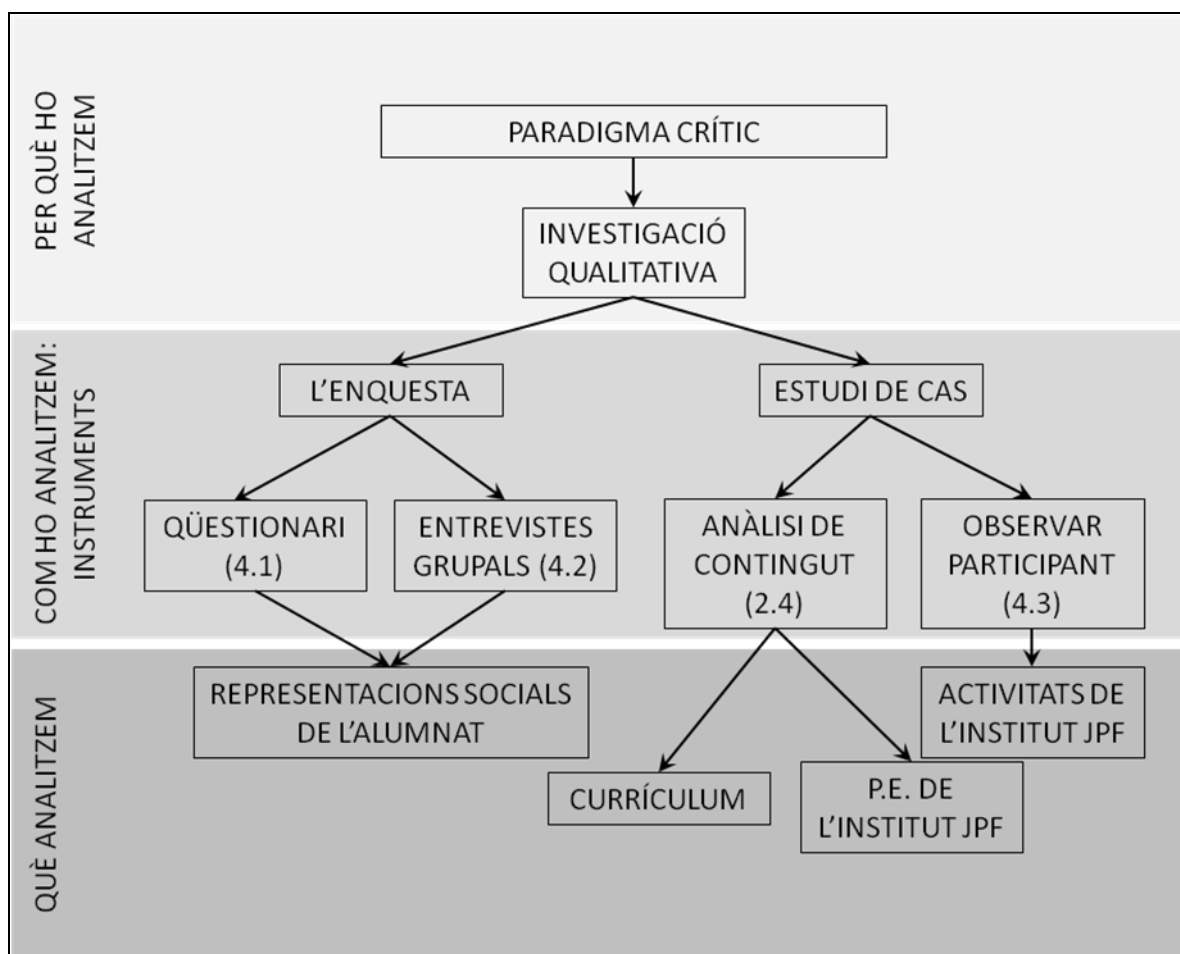 PER QUÈ HO
ANALITZEM
PARADIGMA CRÍTIC
INVESTIGACIÓ
QUALITATIVA
COM HO ANALITZEM:
INSTRUMENTS
L'ENQUESTA
ESTUDI DE CAS
QÜESTIONARI
(4.1)
ENTREVISTES
GRUPALS (4.2)
ANÀLISI DE
CONTINGUT
(2.4)
OBSERVAR
PARTICIPANT
(4.3)
QUÈ ANALITZEM
REPRESENTACIONS SOCIALS
DE L'ALUMNAT
CURRÍCULUM
P.E. DE
L'INSTITUT JPF
ACTIVITATS DE
L'INSTITUT JPF